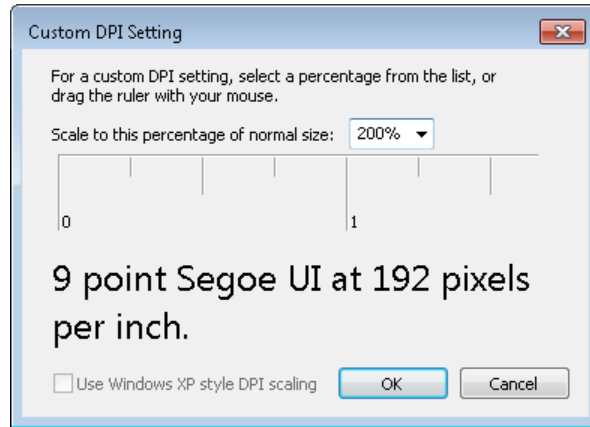 Custom DPI Setting
For a custom DPI setting, select a percentage from the list, or
drag the ruler with your mouse.
Scale to this percentage of normal size: 200%
0 1
9 point Segoe UI at 192 pixels
per inch.
Use Windows XP style DPI scaling OK Cancel